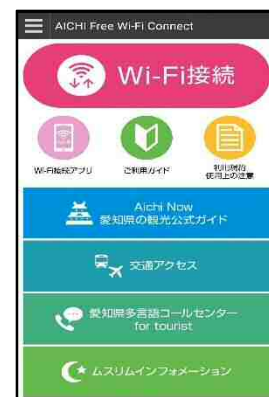 AICHI Free Wi-Fi Connect
Wi-Fi接続
Wi-Fi接続アプリ
ご利用ガイド
利用規約
使用上の注意
Aichi Now
愛知県の観光公式ガイド
交通アクセス
愛知県多言語コールセンター
for tourist
ムスリムインフォメーション